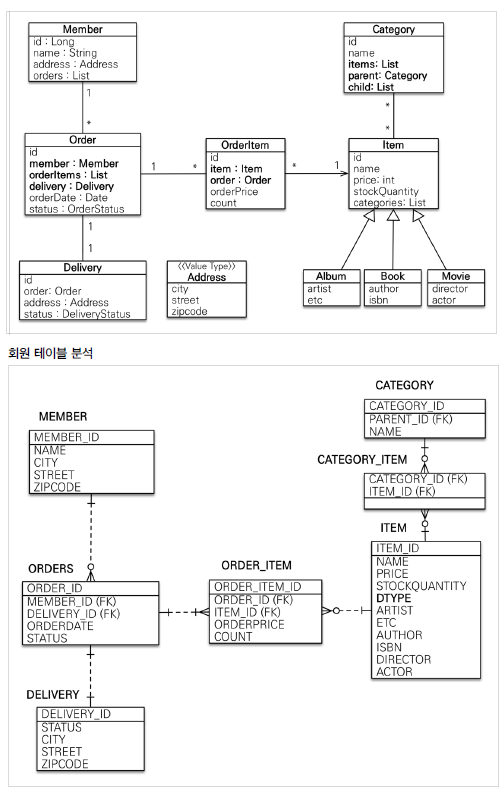 Member
id : Long
name : String
address : Address
orders : List
Category
id
name
items: List
parent: Category
child: List
1
*
*
*
Order
id
member : Member
orderItems : List
delivery : Delivery
orderDate : Date
status : OrderStatus
1
*
OrderItem
id
item : Item
order : Order
orderPrice
count
*
1
Item
id
name
price: int
stockQuantity
categories: List
1
1
Delivery
id
order: Order
address : Address
status : DeliveryStatus
《Value Type》
Address
city
street
zipcode
Album
artist
etc
Book
author
isbn
Movie
director
actor
회원 테이블 분석
MEMBER
MEMBER_ID
NAME
CITY
STREET
ZIPCODE
CATEGORY
CATEGORY_ID
PARENT_ID (FK)
NAME
CATEGORY_ITEM
CATEGORY_ID (FK)
ITEM_ID (FK)
ORDERS
ORDER_ID
MEMBER_ID (FK)
DELIVERY_ID (FK)
ORDERDATE
STATUS
ORDER_ITEM
ORDER_ITEM_ID
ORDER_ID (FK)
ITEM_ID (FK)
ORDERPRICE
COUNT
ITEM
ITEM_ID
NAME
PRICE
STOCKQUANTITY
DTYPE
ARTIST
ETC
AUTHOR
ISBN
DIRECTOR
ACTOR
DELIVERY
DELIVERY_ID
STATUS
CITY
STREET
ZIPCODE